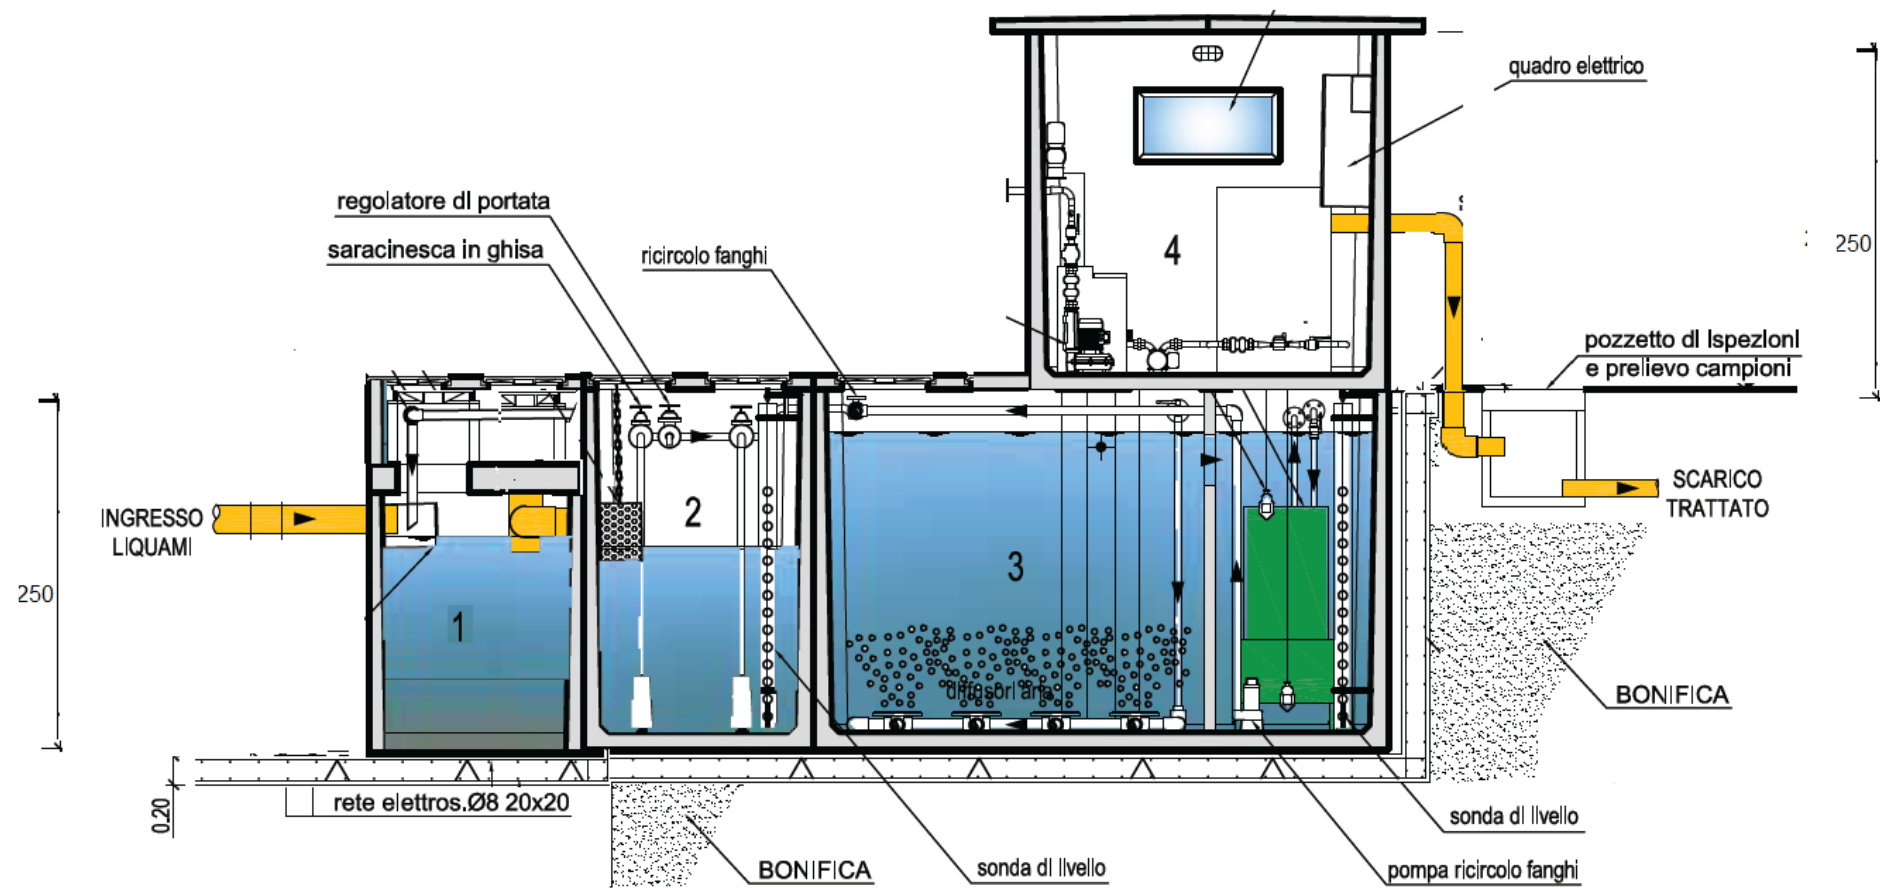 quadro elettrico
regolatore di portata
saracinesca in ghisa
ricircolo fanghi
4
250
pozzetto di Ispezioni
e prelievo campioni
INGRESSO
LIQUAMI
2
3
SCARICO
TRATTATO
250
1
difusori aria
BONIFICA
0.20
rete elettros.Ø8 20x20
sonda di livello
BONIFICA
sonda di livello
pompa ricircolo fanghi